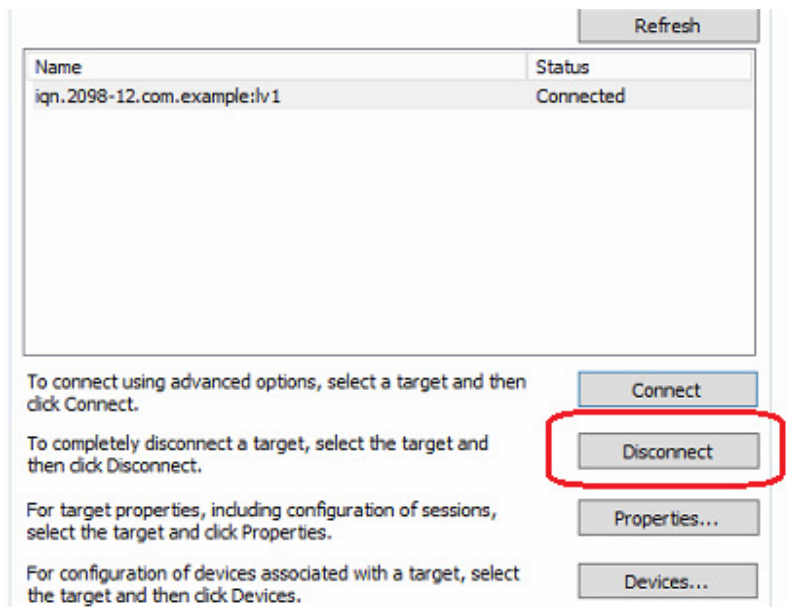 Refresh
Name Status
iqn.2098-12.com.example:lv1 Connected
To connect using advanced options, select a target and then
click Connect.
Connect
To completely disconnect a target, select the target and
then click Disconnect.
Disconnect
For target properties, including configuration of sessions,
select the target and click Properties.
Properties...
For configuration of devices associated with a target, select
the target and then click Devices.
Devices...